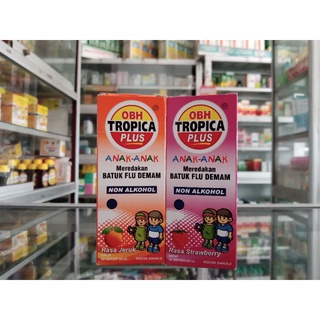 OBH
TROPICA
PLUS
ANAK-ANAK
Meredakan
BATUK FLU DEMAM
NON ALKOHOL
Rasa Jeruk
OBH
TROPICA
PLUS
ANAK-ANAK
Meredakan
BATUK FLU DEMAM
NON ALKOHOL
Rasa Strawberry